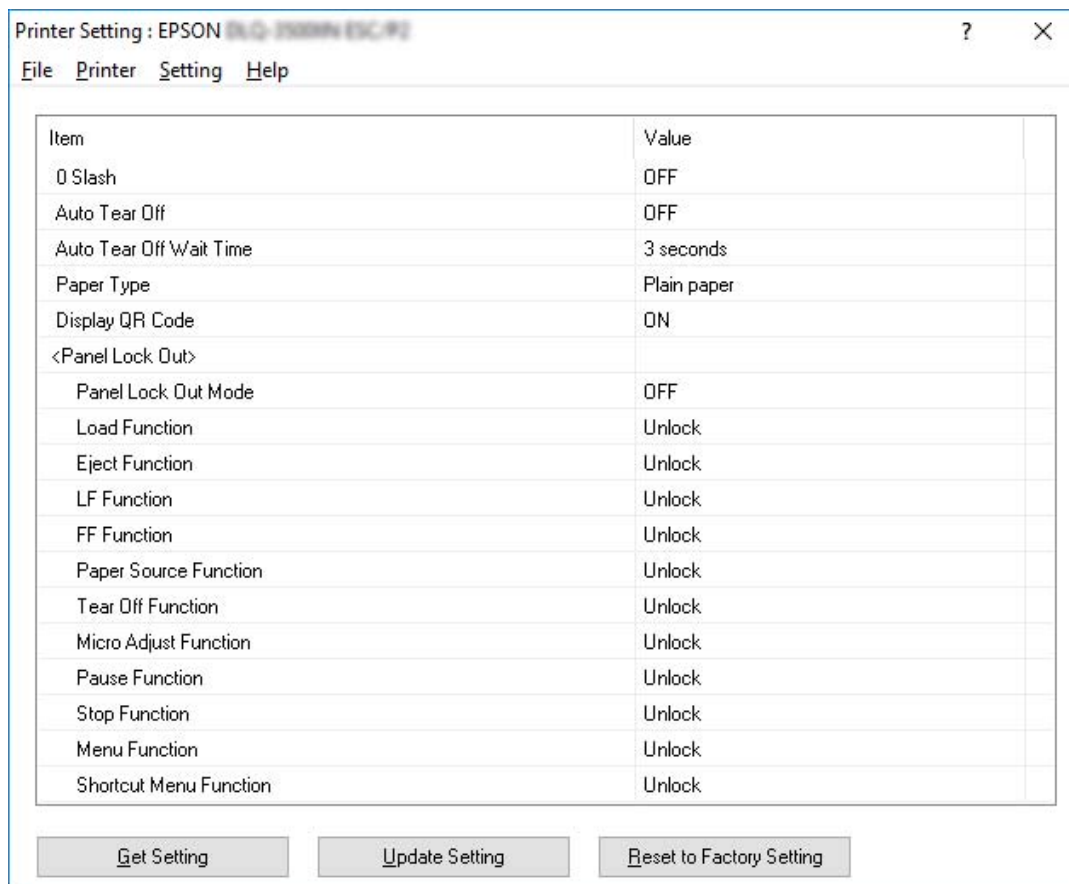 Printer Setting : EPSON
?
File Printer Setting Help
Item Value
0 Slash OFF
Auto Tear Off OFF
Auto Tear Off Wait Time 3 seconds
Paper Type Plain paper
Display QR Code ON
<Panel Lock Out>
Panel Lock Out Mode OFF
Load Function Unlock
Eject Function Unlock
LF Function Unlock
FF Function Unlock
Paper Source Function Unlock
Tear Off Function Unlock
Micro Adjust Function Unlock
Pause Function Unlock
Stop Function Unlock
Menu Function Unlock
Shortcut Menu Function Unlock
Get Setting Update Setting Reset to Factory Setting